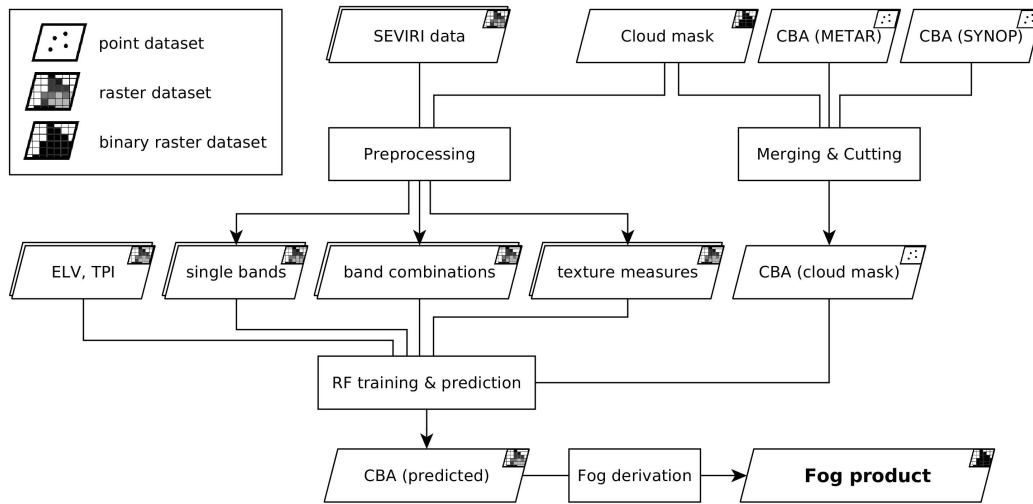 point dataset
raster dataset
binary raster dataset
SEVIRI data
Cloud mask
CBA (METAR)
CBA (SYNOP)
Preprocessing
Merging & Cutting
ELV, TPI
single bands
band combinations
texture measures
CBA (cloud mask)
RF training & prediction
CBA (predicted)
Fog derivation
Fog product